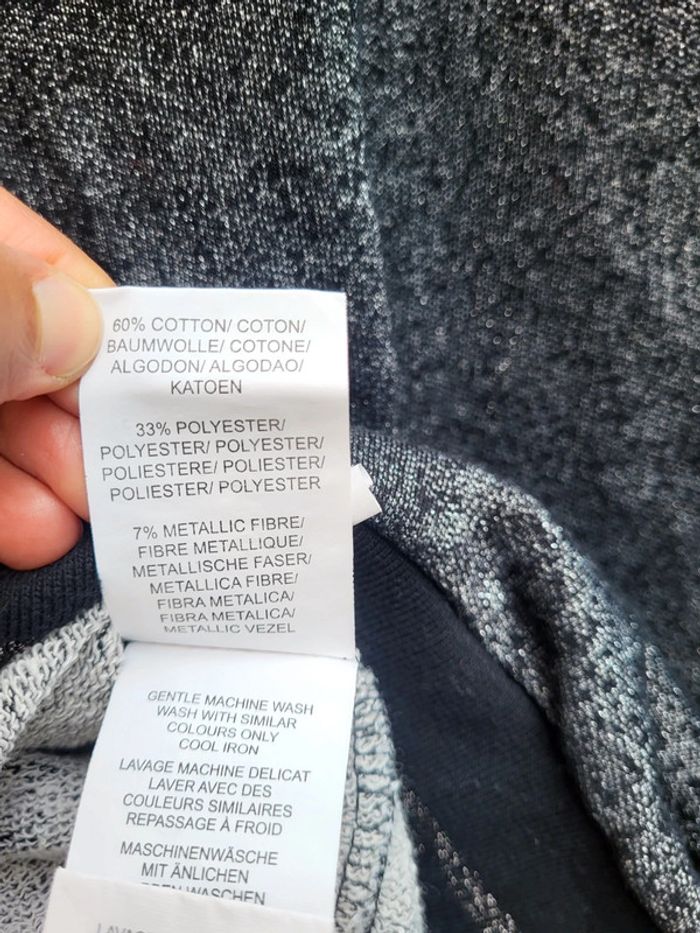 60% COTTON/ COTON/
BAUMWOLLE/ COTONE/
ALGODON/ ALGODAO/
KATOEN
33% POLYESTER/
POLYESTER/ POLYESTER/
POLIESTERE/ POLIESTER/
POLIESTER/ POLYESTER
7% METALLIC FIBRE/
FIBRE METALLIQUE/
METALLISCHE FASER/
METALLICA FIBRE/
FIBRA METALICA/
FIBRA METALICA/
METALLIC VEZEL
GENTLE MACHINE WASH
WASH WITH SIMILAR
COLOURS ONLY
COOL IRON
LAVAGE MACHINE DELICAT
LAVER AVEC DES
COULEURS SIMILAIRES
REPASSAGE À FROID
MASCHINENWÄSCHE
MIT ÄNLICHEN
WASCHEN